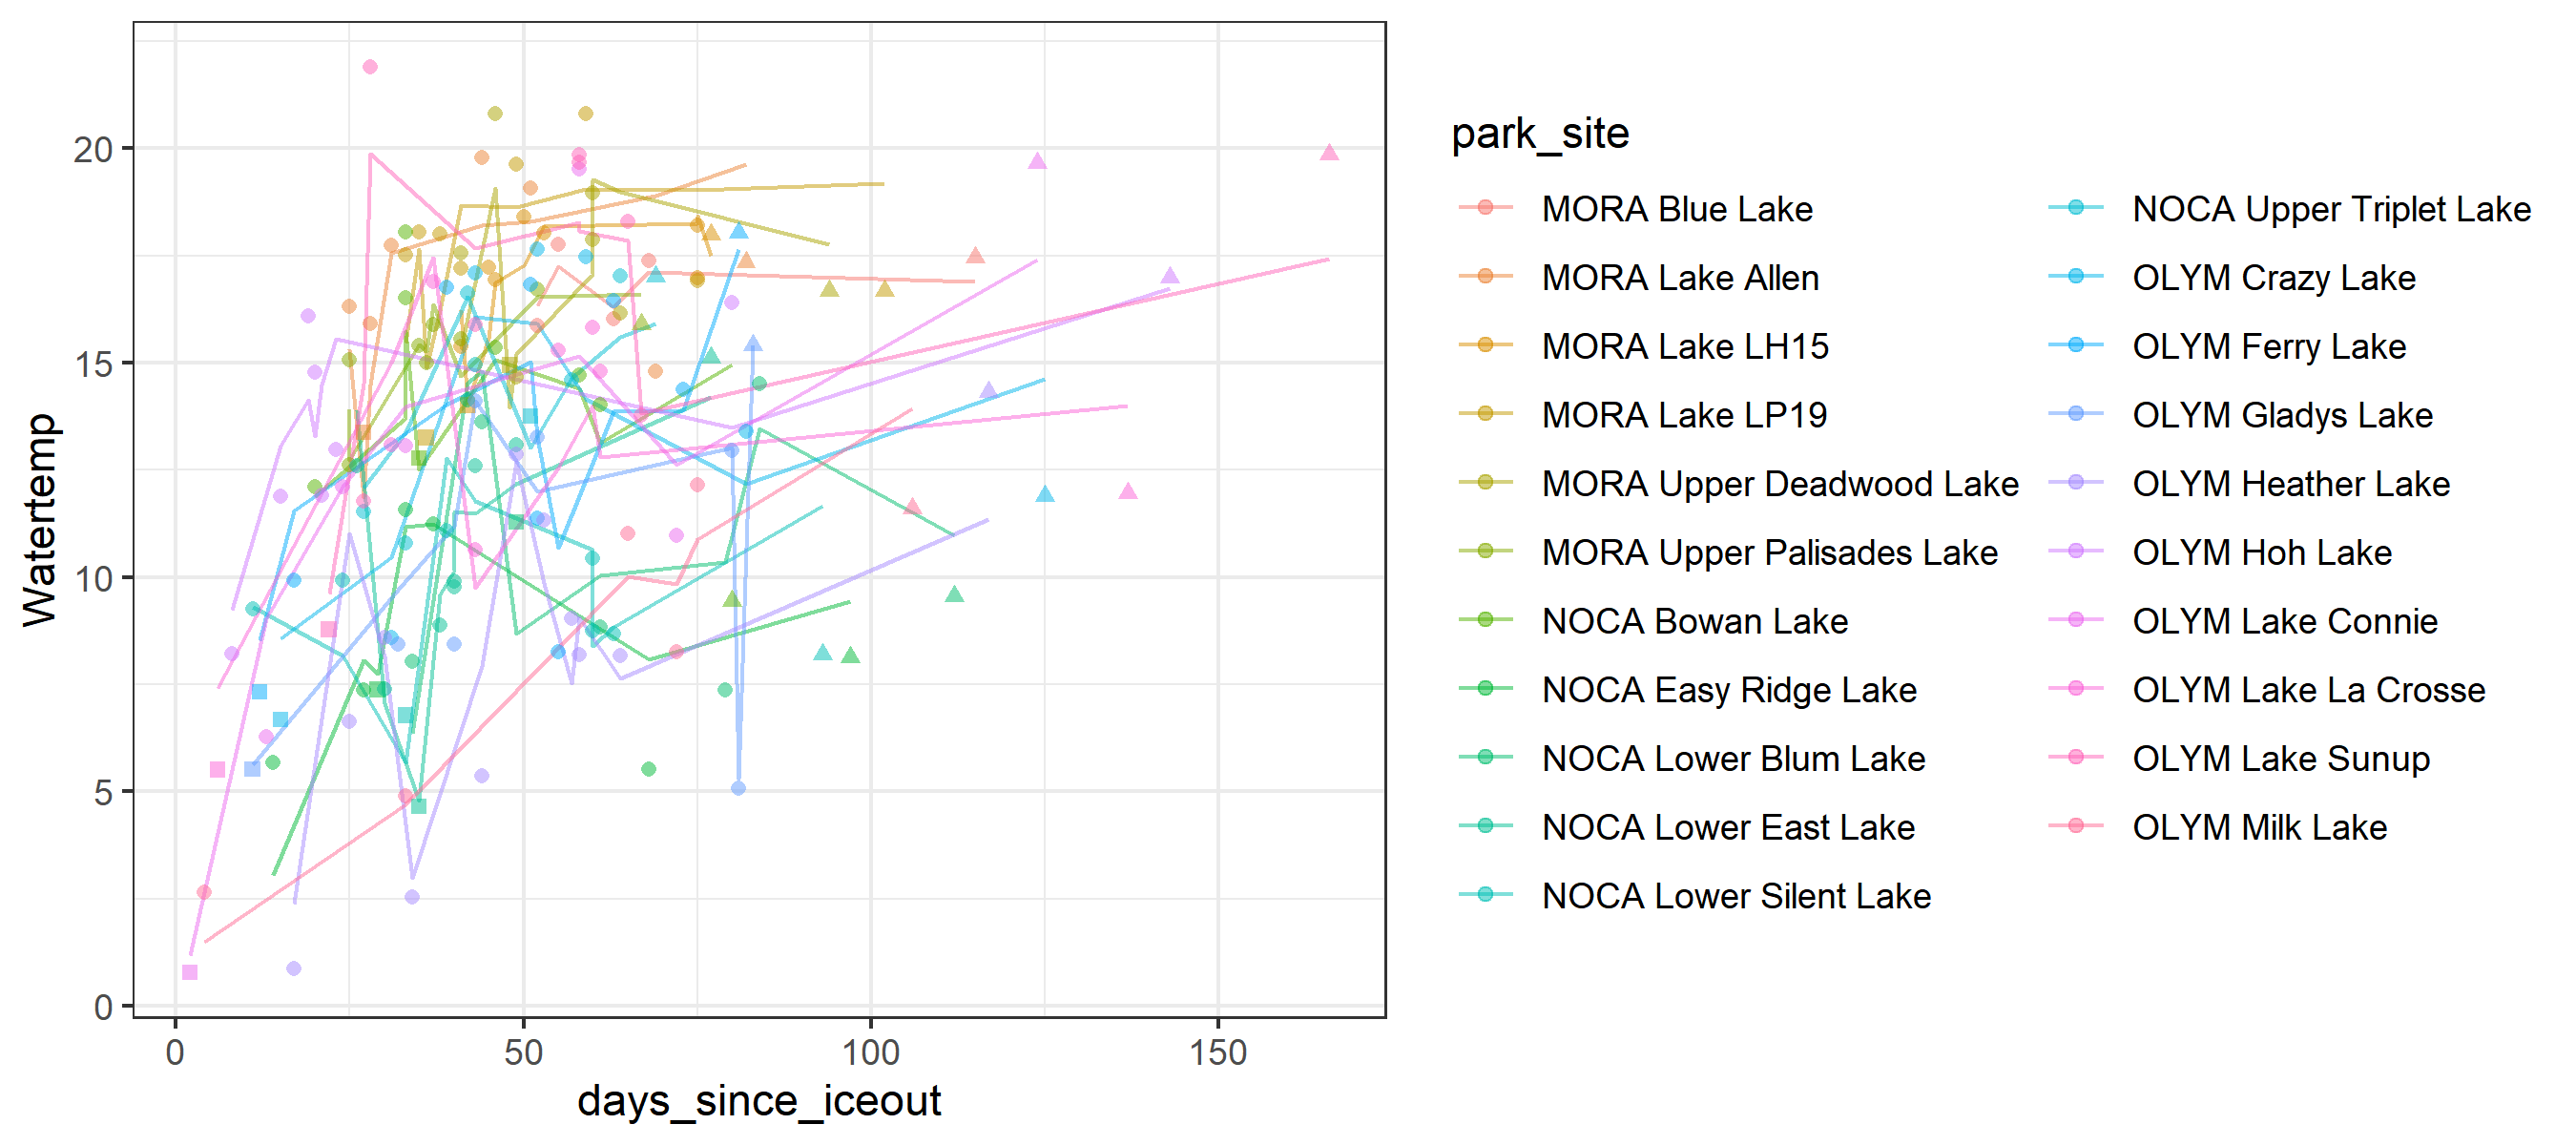 Watertemp
20
15
10
5
0
0
50
100
150
days_since_iceout
park_site
MORA Blue Lake
MORA Lake Allen
MORA Lake LH15
MORA Lake LP19
MORA Upper Deadwood Lake
MORA Upper Palisades Lake
NOCA Bowan Lake
NOCA Easy Ridge Lake
NOCA Lower Blum Lake
NOCA Lower East Lake
NOCA Lower Silent Lake
NOCA Upper Triplet Lake
OLYM Crazy Lake
OLYM Ferry Lake
OLYM Gladys Lake
OLYM Heather Lake
OLYM Hoh Lake
OLYM Lake Connie
OLYM Lake La Crosse
OLYM Lake Sunup
OLYM Milk Lake